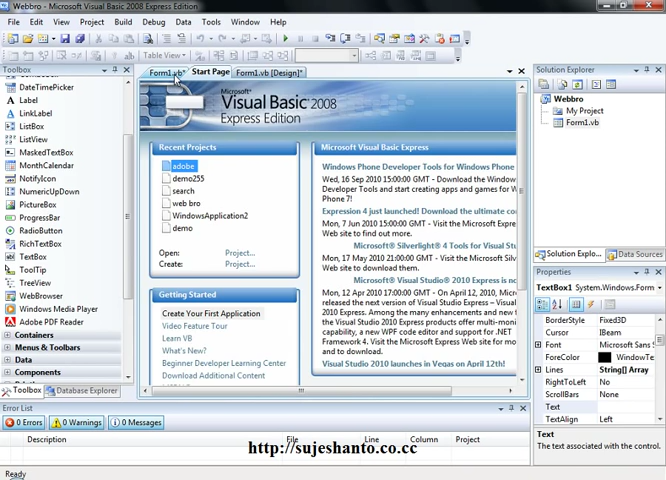 Webbro - Microsoft Visual Basic 2008 Express Edition
File Edit View Project Build Debug Data Tools Window Help
Table View
Toolbox
DateTimePicker
Label
LinkLabel
ListBox
ListView
MaskedTextBox
MonthCalendar
NotifyIcon
NumericUpDown
PictureBox
ProgressBar
RadioButton
RichTextBox
TextBox
ToolTip
TreeView
WebBrowser
Windows Media Player
Adobe PDF Reader
Containers
Menus & Toolbars
Data
Components
Toolbox Database Explorer
Form1.vb* Start Page Form1.vb [Design]*
Microsoft
Visual Basic 2008
Express Edition
Recent Projects
adobe
demo255
search
web bro
WindowsApplication2
demo
Open: Project...
Create: Project...
Getting Started
Create Your First Application
Video Feature Tour
Learn VB
What's New?
Beginner Developer Learning Center
Download Additional Content
Microsoft Visual Basic Express
Windows Phone Developer Tools for Windows Phone
Wed, 16 Sep 2010 15:00:00 GMT - Download the Windows
Developer Tools and start creating apps and games for W
Phone 7!
Expression 4 just launched! Download the ultimate co
Mon, 7 Jun 2010 15:00:00 GMT - Visit the Microsoft Expre
Web site to find out more.
Microsoft® Silverlight® 4 Tools for Visual Stu
Mon, 17 May 2010 21:00:00 GMT - Visit the Microsoft Expre
Web site to download them.
Microsoft® Visual Studio® 2010 Express is no
Mon, 12 Apr 2010 17:00:00 GMT - On April 12, 2010, Micros
released the next version of Visual Studio Express products
Among the many enhancements and new f
the Visual Studio 2010 Express products offer multi-moni
capability, a new WPF code editor and support for .NET
Framework 4. Visit the Microsoft Express Web site for mo
and to download.
Visual Studio 2010 launches in Vegas on April 12th!
Solution Explorer
Webbro
My Project
Form1.vb
Solution Explo... Data Sources
Properties
TextBox1 System.Windows.Form
BorderStyle Fixed3D
Cursor IBeam
Font Microsoft Sans S
ForeColor WindowTe
Lines String[] Array
RightToLeft No
ScrollBars None
Text
TextAlign Left
Text
The text associated with the control.
Error List
0 Errors 0 Warnings 0 Messages
Description File Line Column Project
http://sujeshanto.co.cc
Ready